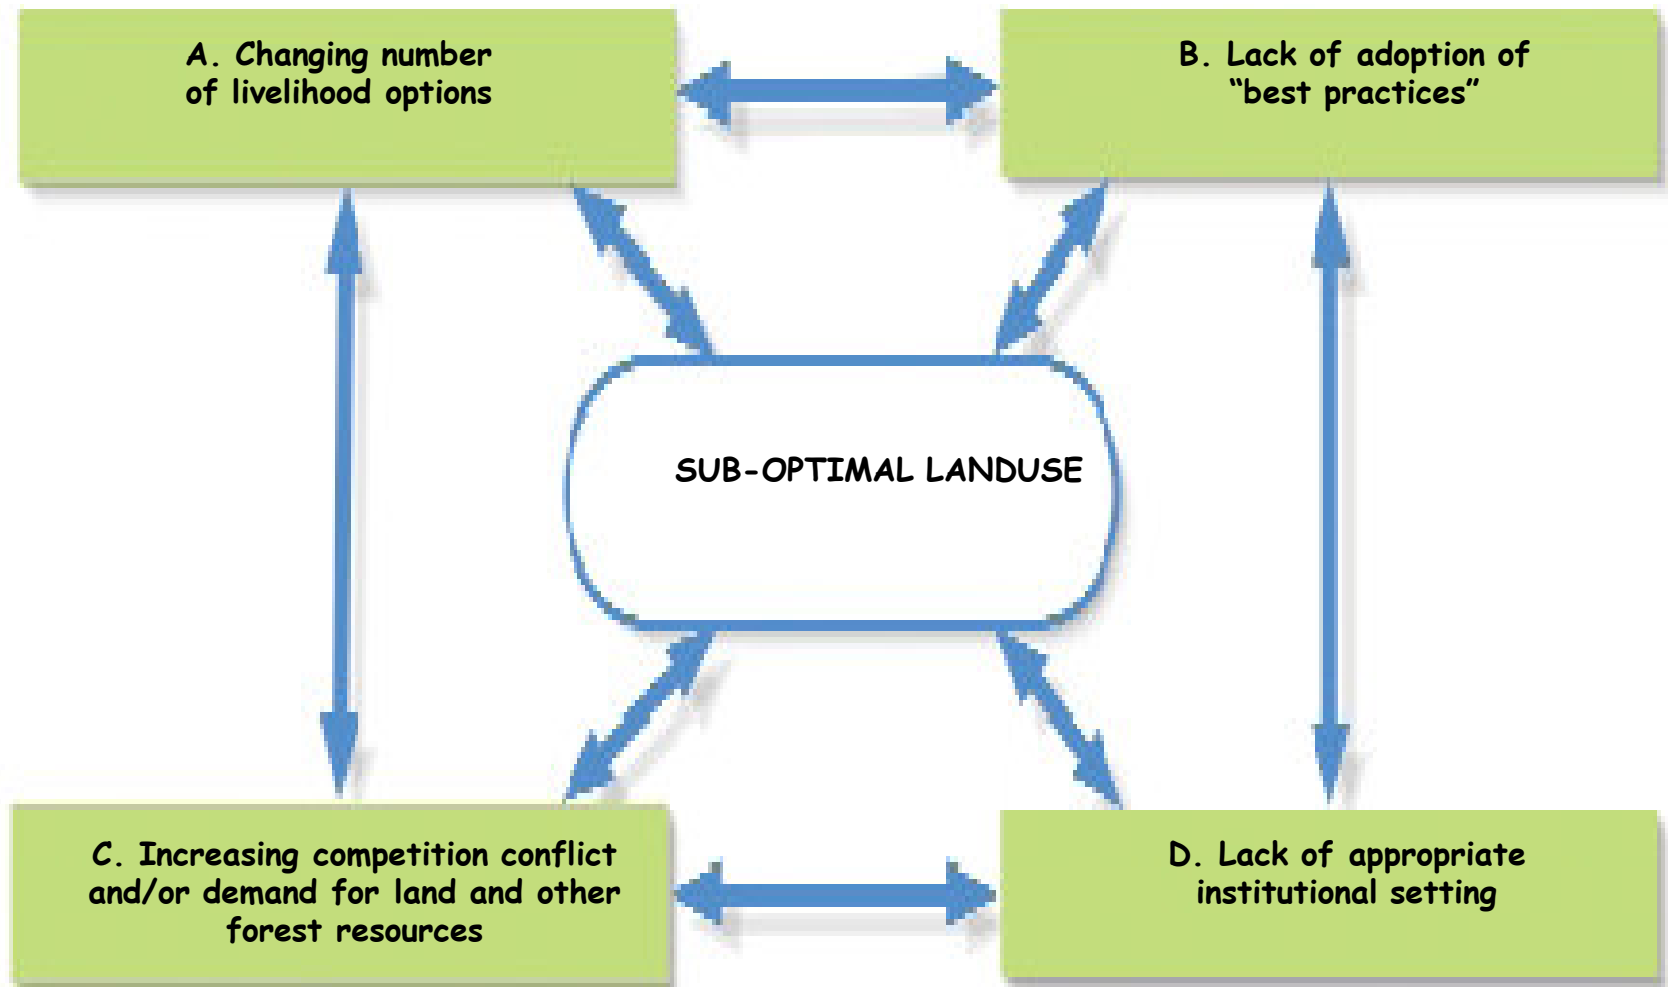 A. Changing number
of livelihood options
B. Lack of adoption of
“best practices”
SUB-OPTIMAL LANDUSE
C. Increasing competition conflict
and/or demand for land and other
forest resources
D. Lack of appropriate
institutional setting